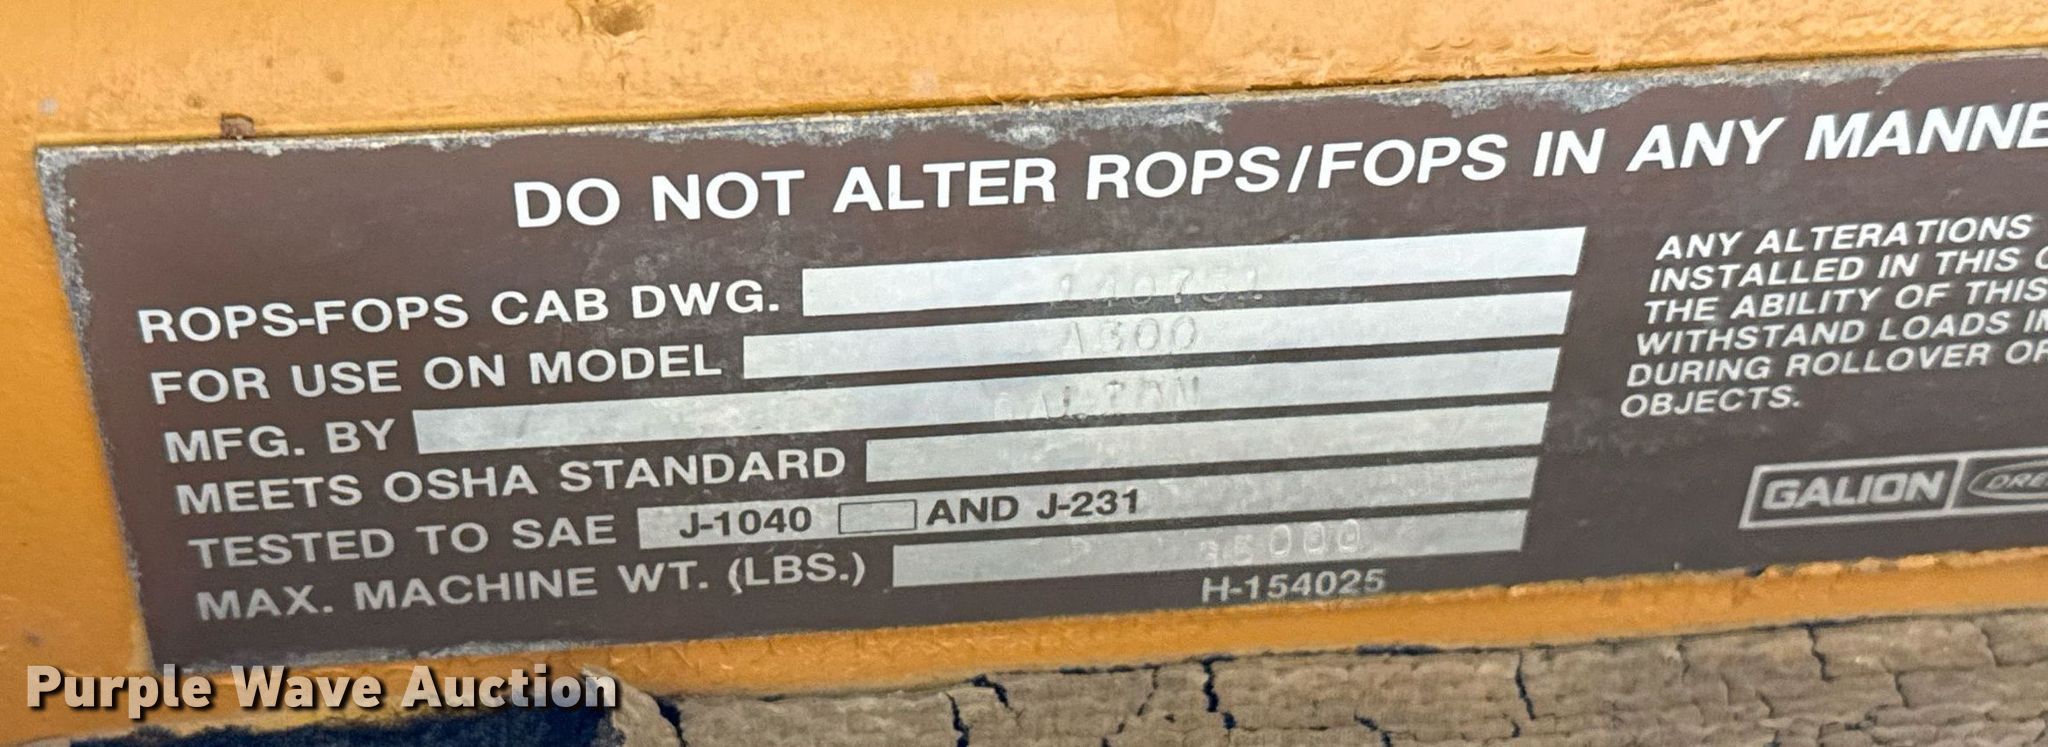 DO NOT ALTER ROPS/FOPS IN ANY MANNE
ROPS-FOPS CAB DWG.
FOR USE ON MODEL
MFG. BY
MEETS OSHA STANDARD
TESTED TO SAE J-1040 AND J-231
MAX. MACHINE WT. (LBS.)
H-154025
ANY ALTERATIONS
INSTALLED IN THIS
THE ABILITY OF THIS
WITHSTAND LOADS
DURING ROLLOVER
OBJECTS.
GALION DRE
Purple Wave Auction